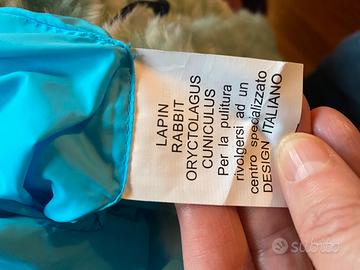 LAPIN
RABBIT
ORYCTOLAGUS
CUNICULUS
Per la pulitura
rivolgersi ad un
centro specializzato
DESIGN ITALIANO
subito